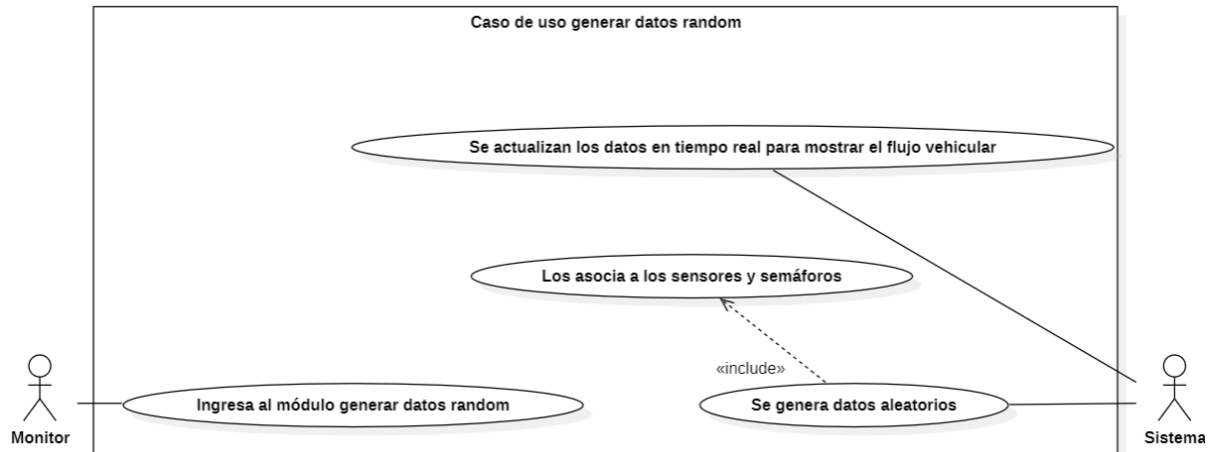 Caso de uso generar datos random
Se actualizan los datos en tiempo real para mostrar el flujo vehicular
Los asocia a los sensores y semáforos
«include»
Ingresa al módulo generar datos random
Se genera datos aleatorios
Monitor
Sistema